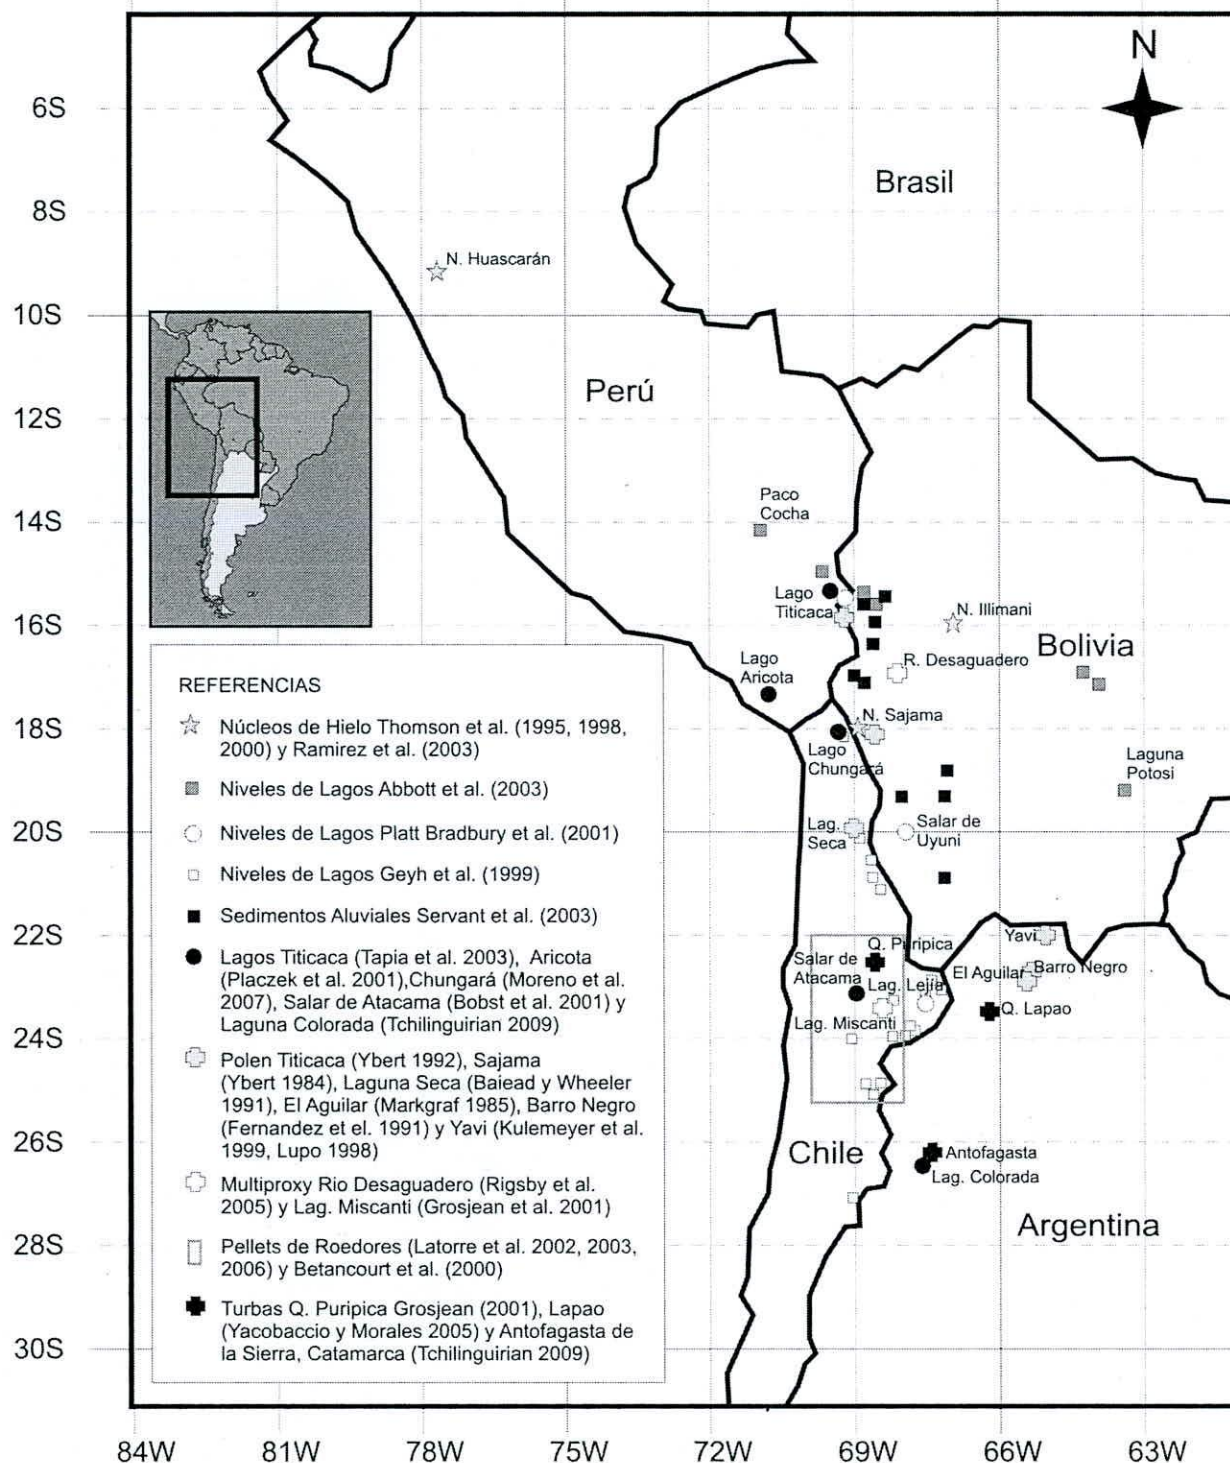 N
6S
Brasil
8S
N. Huascarán
10S
Perú
12S
Paco
Cocha
14S
Lago
Titicaca
N. Illimani
16S
Bolivia
Lago
Aricota
R. Desaguadero
N. Sajama
18S
Lago
Chungará
Laguna
Potosi
Lag.
Seca
Salar de
Uyuni
20S
22S
Yavi
Q. Puripica
Salar de
Atacama
El Aguilar
Barro Negro
Lag. Lejía
Q. Lapao
Lag. Miscanti
24S
26S
Chile
Antofagasta
Lag. Colorada
Argentina
28S
30S
84W 81W 78W 75W 72W 69W 66W 63W
REFERENCIAS
Núcleos de Hielo Thomson et al. (1995, 1998,
2000) y Ramirez et al. (2003)
Niveles de Lagos Abbott et al. (2003)
Niveles de Lagos Platt Bradbury et al. (2001)
Niveles de Lagos Geyh et al. (1999)
Sedimentos Aluviales Servant et al. (2003)
Lagos Titicaca (Tapia et al. 2003), Aricota
(Placzek et al. 2001),Chungará (Moreno et al.
2007), Salar de Atacama (Bobst et al. 2001) y
Laguna Colorada (Tchilinguirian 2009)
Polen Titicaca (Ybert 1992), Sajama
(Ybert 1984), Laguna Seca (Baiead y Wheeler
1991), El Aguilar (Markgraf 1985), Barro Negro
(Fernandez et el. 1991) y Yavi (Kulemeyer et al.
1999, Lupo 1998)
Multiproxy Rio Desaguadero (Rigsby et al.
2005) y Lag. Miscanti (Grosjean et al. 2001)
Pellets de Roedores (Latorre et al. 2002, 2003,
2006) y Betancourt et al. (2000)
Turbas Q. Puripica Grosjean (2001), Lapao
(Yacobaccio y Morales 2005) y Antofagasta de
la Sierra, Catamarca (Tchilinguirian 2009)